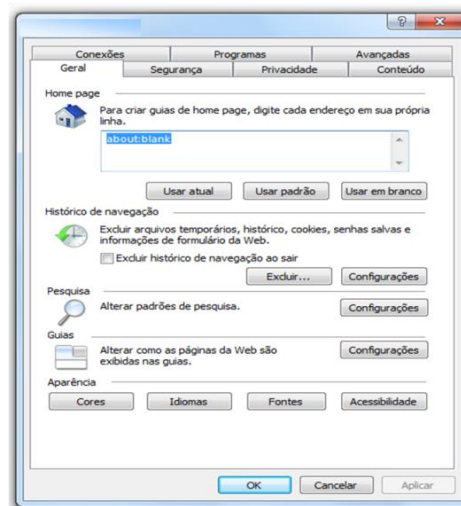 Conexões Programas Avançadas
Geral Segurança Privacidade Conteúdo
Home page
Para criar guias de home page, digite cada endereço em sua própria
linha.
about:blank
Usar atual Usar padrão Usar em branco
Histórico de navegação
Excluir arquivos temporários, histórico, cookies, senhas salvas e
informações de formulário da Web.
Excluir histórico de navegação ao sair
Excluir... Configurações
Pesquisa
Alterar padrões de pesquisa. Configurações
Guias
Alterar como as páginas da Web são Configurações
exibidas nas guias.
Aparência
Cores Idiomas Fontes Acessibilidade
OK Cancelar Aplicar